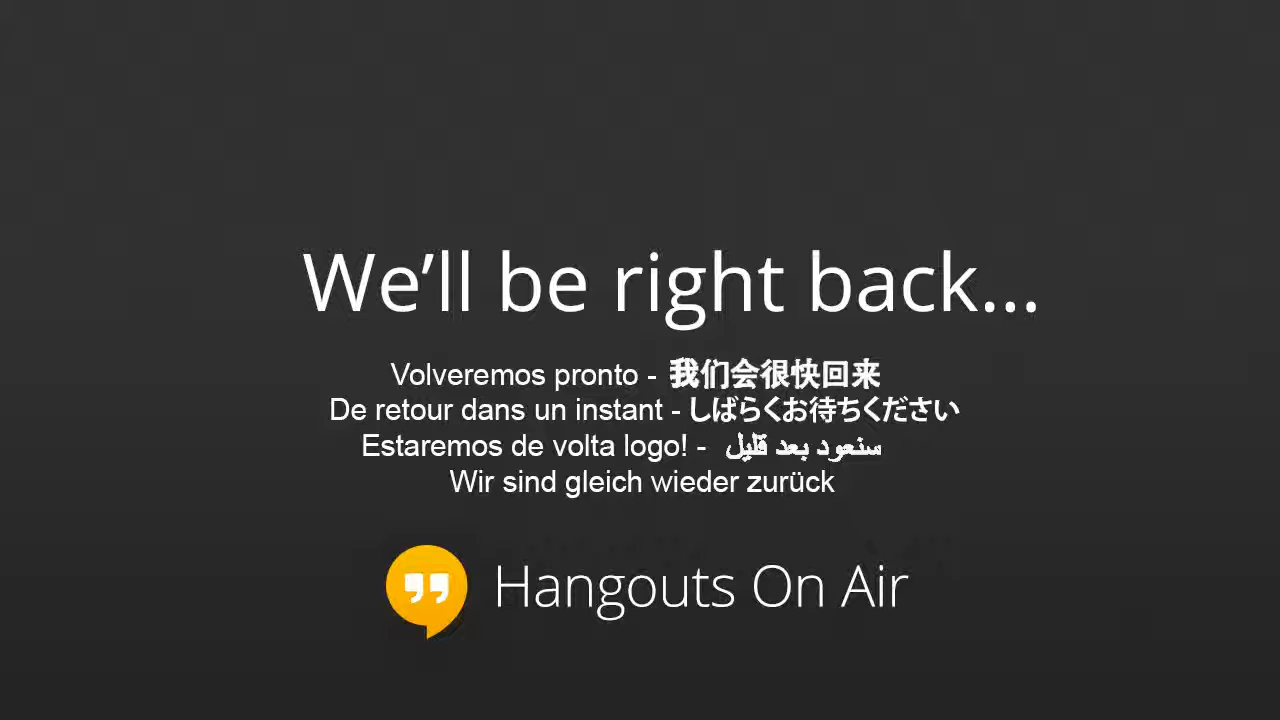 We’ll be right back...
Volveremos pronto - 我们会很快回来
De retour dans un instant - しばらくお待ちください
Estaremos de volta logo! - سنعود بعد قليل
Wir sind gleich wieder zurück
Hangouts On Air